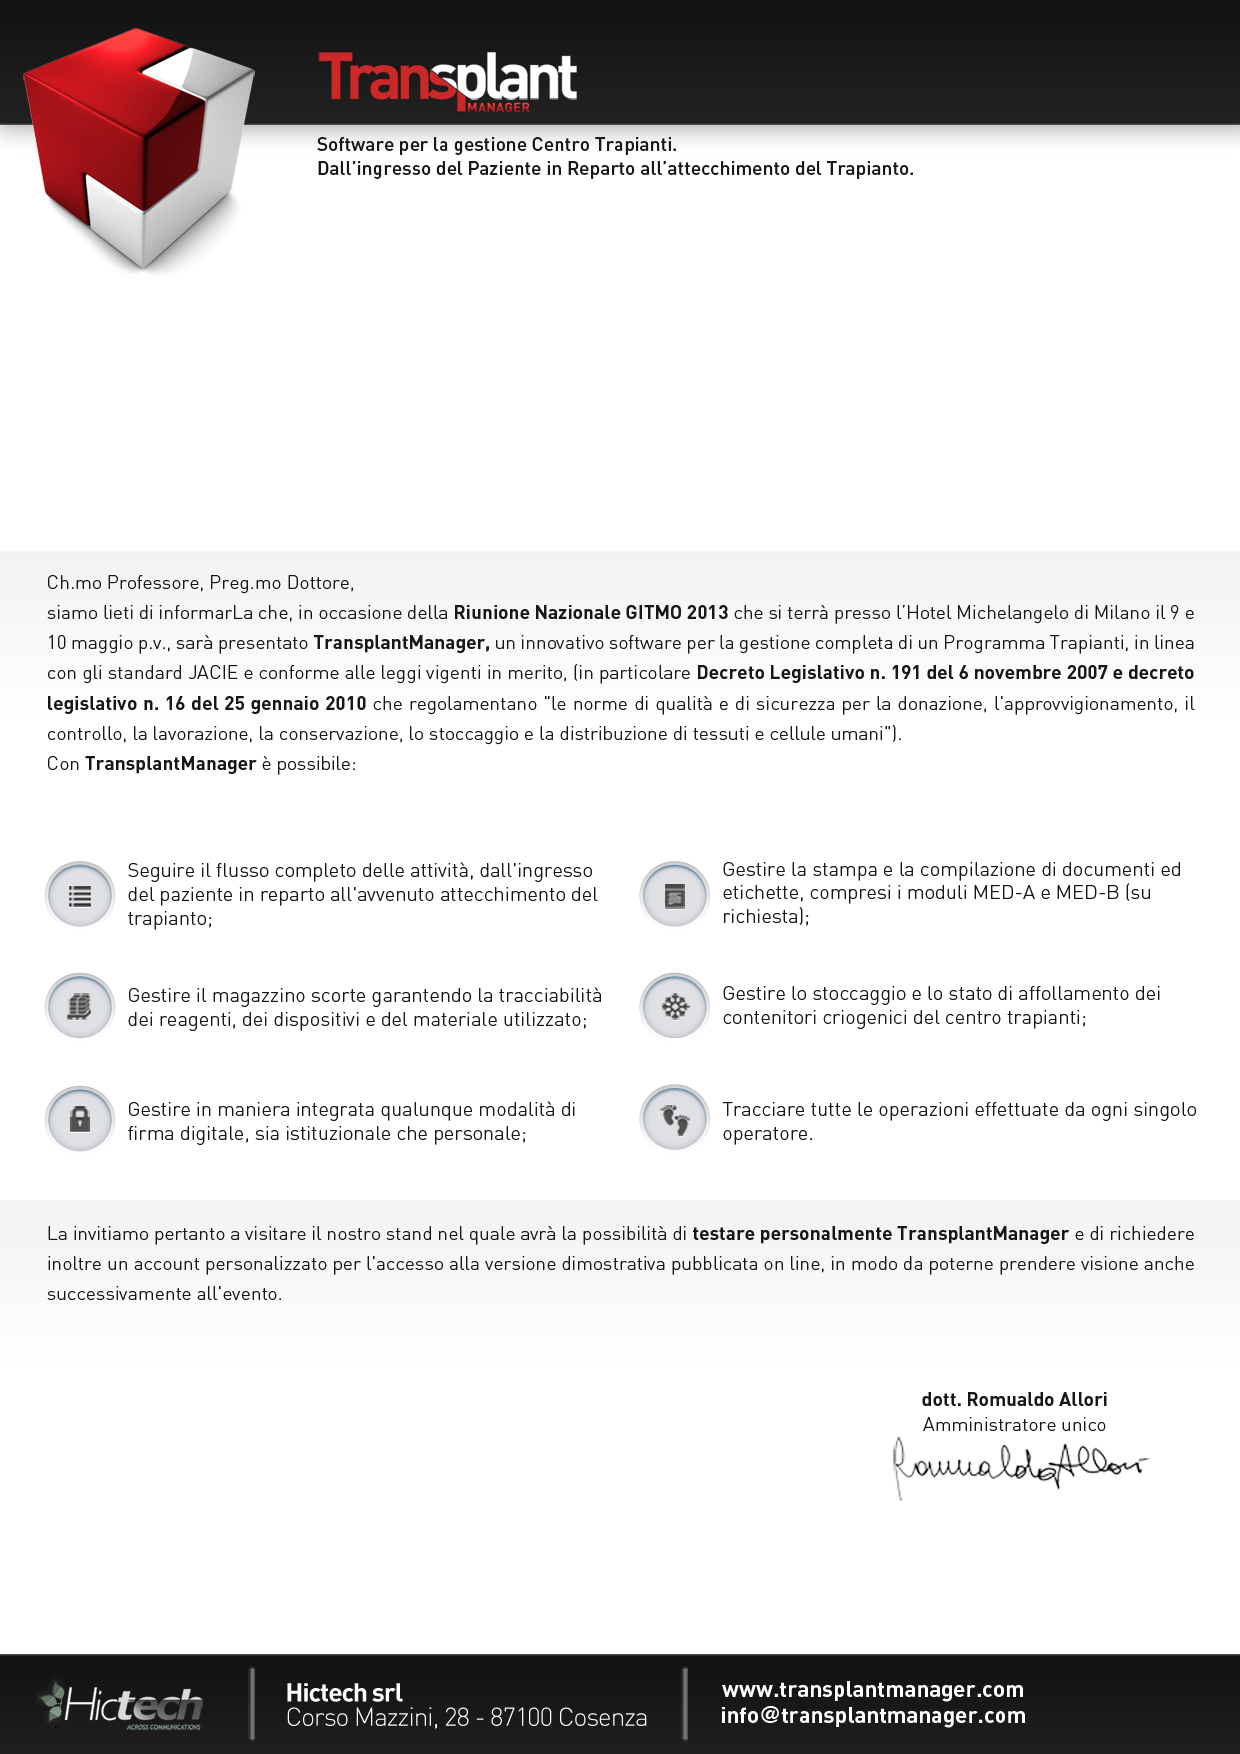 Transplant
MANAGER
Software per la gestione Centro Trapianti.
Dall’ingresso del Paziente in Reparto all’attecchimento del Trapianto.
Ch.mo Professore, Preg.mo Dottore,
siamo lieti di informarLa che, in occasione della Riunione Nazionale GITMO 2013 che si terrà presso l’Hotel Michelangelo di Milano il 9 e
10 maggio p.v., sarà presentato TransplantManager, un innovativo software per la gestione completa di un Programma Trapianti, in linea
con gli standard JACIE e conforme alle leggi vigenti in merito, (in particolare Decreto Legislativo n. 191 del 6 novembre 2007 e decreto
legislativo n. 16 del 25 gennaio 2010 che regolamentano "le norme di qualità e di sicurezza per la donazione, l'approvvigionamento, il
controllo, la lavorazione, la conservazione, lo stoccaggio e la distribuzione di tessuti e cellule umani").
Con TransplantManager è possibile:
Seguire il flusso completo delle attività, dall'ingresso
del paziente in reparto all'avvenuto attecchimento del
trapianto;
Gestire la stampa e la compilazione di documenti ed
etichette, compresi i moduli MED-A e MED-B (su
richiesta);
Gestire il magazzino scorte garantendo la tracciabilità
dei reagenti, dei dispositivi e del materiale utilizzato;
Gestire lo stoccaggio e lo stato di affollamento dei
contenitori criogenici del centro trapianti;
Gestire in maniera integrata qualunque modalità di
firma digitale, sia istituzionale che personale;
Tracciare tutte le operazioni effettuate da ogni singolo
operatore.
La invitiamo pertanto a visitare il nostro stand nel quale avrà la possibilità di testare personalmente TransplantManager e di richiedere
inoltre un account personalizzato per l'accesso alla versione dimostrativa pubblicata on line, in modo da poterne prendere visione anche
successivamente all'evento.
dott. Romualdo Allori
Amministratore unico
Romualdo Allori
Hictech
ACROSS COMMUNICATIONS
Hictech srl
Corso Mazzini, 28 - 87100 Cosenza
www.transplantmanager.com
info@transplantmanager.com